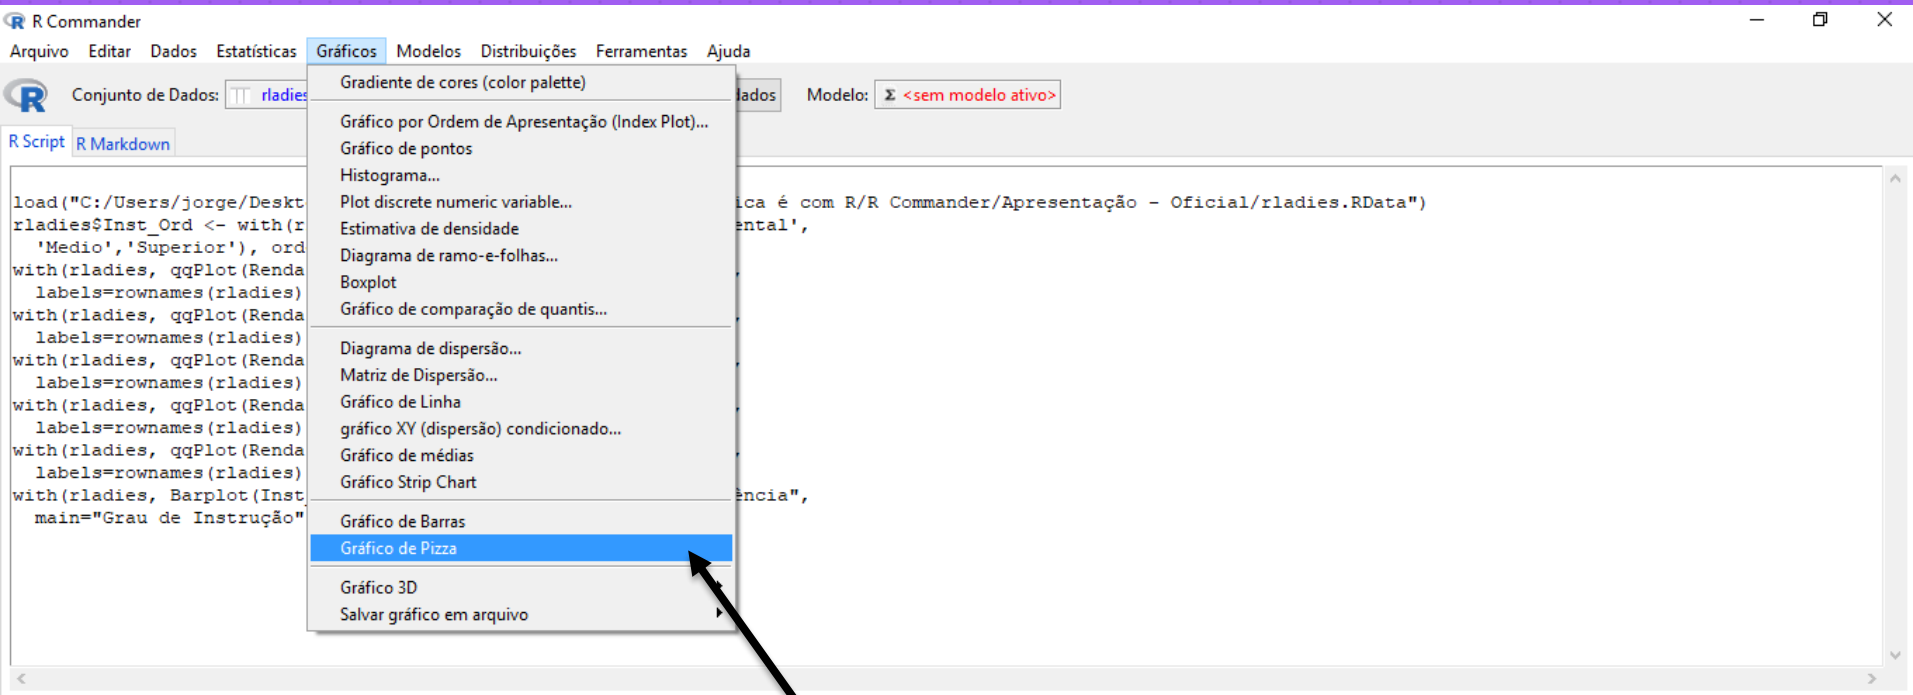 R Commander
Arquivo Editar Dados Estatísticas Gráficos Modelos Distribuições Ferramentas Ajuda
R Conjunto de Dados: rladies dados Modelo: Σ <sem modelo ativo>
R Script R Markdown
Gradiente de cores (color palette)
Gráfico por Ordem de Apresentação (Index Plot)...
Gráfico de pontos
Histograma...
Plot discrete numeric variable...
Estimativa de densidade
Diagrama de ramo-e-folhas...
Boxplot
Gráfico de comparação de quantis...
Diagrama de dispersão...
Matriz de Dispersão...
Gráfico de Linha
gráfico XY (dispersão) condicionado...
Gráfico de médias
Gráfico Strip Chart
Gráfico de Barras
Gráfico de Pizza
Gráfico 3D
Salvar gráfico em arquivo
load("C:/Users/jorge/Deskt ica é com R/R Commander/Apresentação - Oficial/rladies.RData")
rladies$Inst_Ord <- with(r ental',
'Medio','Superior'), ord
with(rladies, qqPlot(Renda ,
labels=rownames(rladies)
with(rladies, qqPlot(Renda ,
labels=rownames(rladies)
with(rladies, qqPlot(Renda ,
labels=rownames(rladies)
with(rladies, qqPlot(Renda ,
labels=rownames(rladies)
with(rladies, qqPlot(Renda ,
labels=rownames(rladies)
with(rladies, Barplot(Inst_ ência",
main="Grau de Instrução"